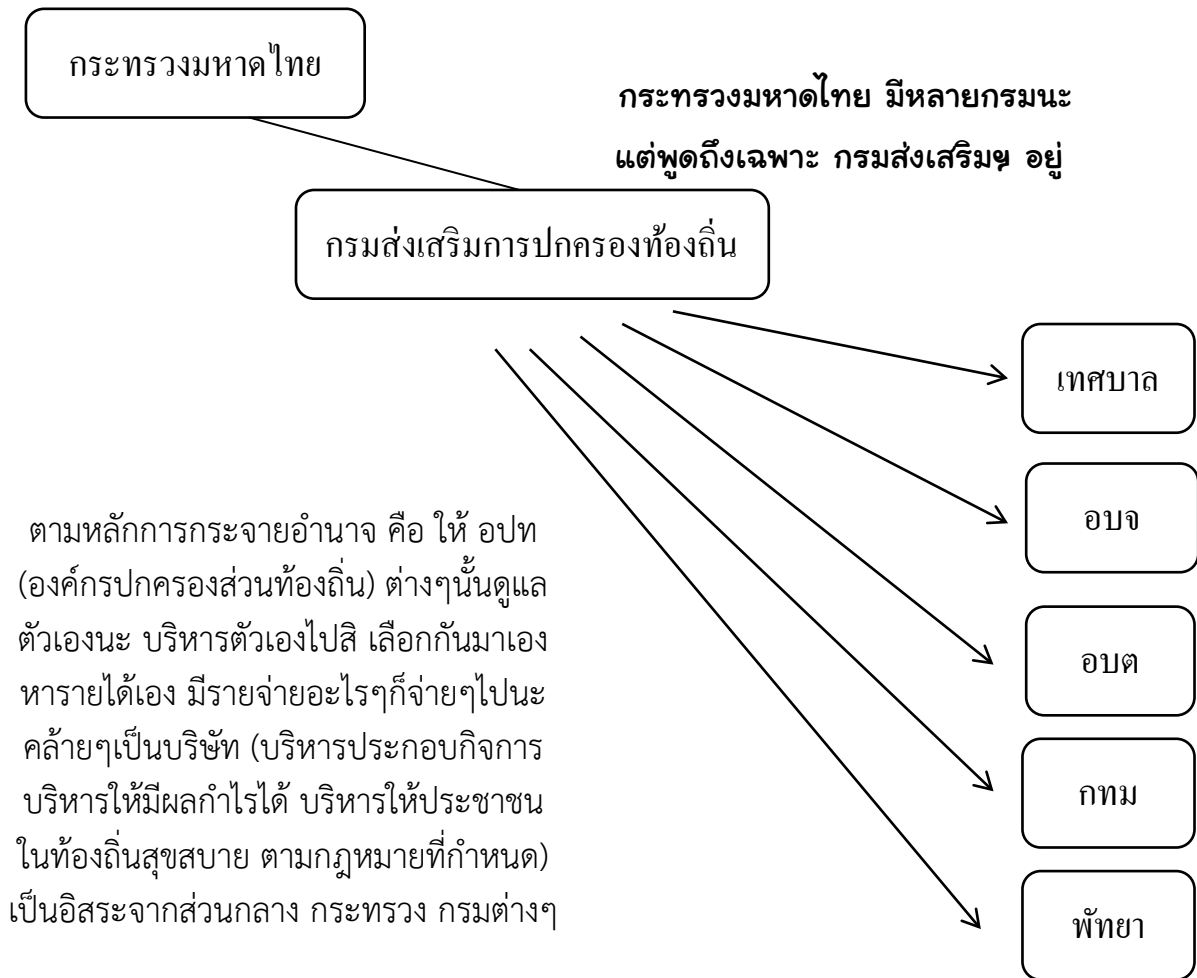 กระทรวงมหาดไทย
กระทรวงมหาดไทย มีหลายกรมนะ
แต่พูดถึงเฉพาะ กรมส่งเสริมฯ อยู่
กรมส่งเสริมการปกครองท้องถิ่น
เทศบาล
อบจ
อบต
กทม
พัทยา
ตามหลักการกระจายอำนาจ คือ ให้ อปท
(องค์กรปกครองส่วนท้องถิ่น) ต่างๆนั้นดูแล
ตัวเองนะ บริหารตัวเองไปสิ เลือกกันมาเอง
หารายได้เอง มีรายจ่ายอะไรๆก็จ่ายๆไปนะ
คล้ายๆเป็นบริษัท (บริหารประกอบกิจการ
บริหารให้มีผลกำไรได้ บริหารให้ประชาชน
ในท้องถิ่นสุขสบาย ตามกฎหมายที่กำหนด)
เป็นอิสระจากส่วนกลาง กระทรวง กรมต่างๆ